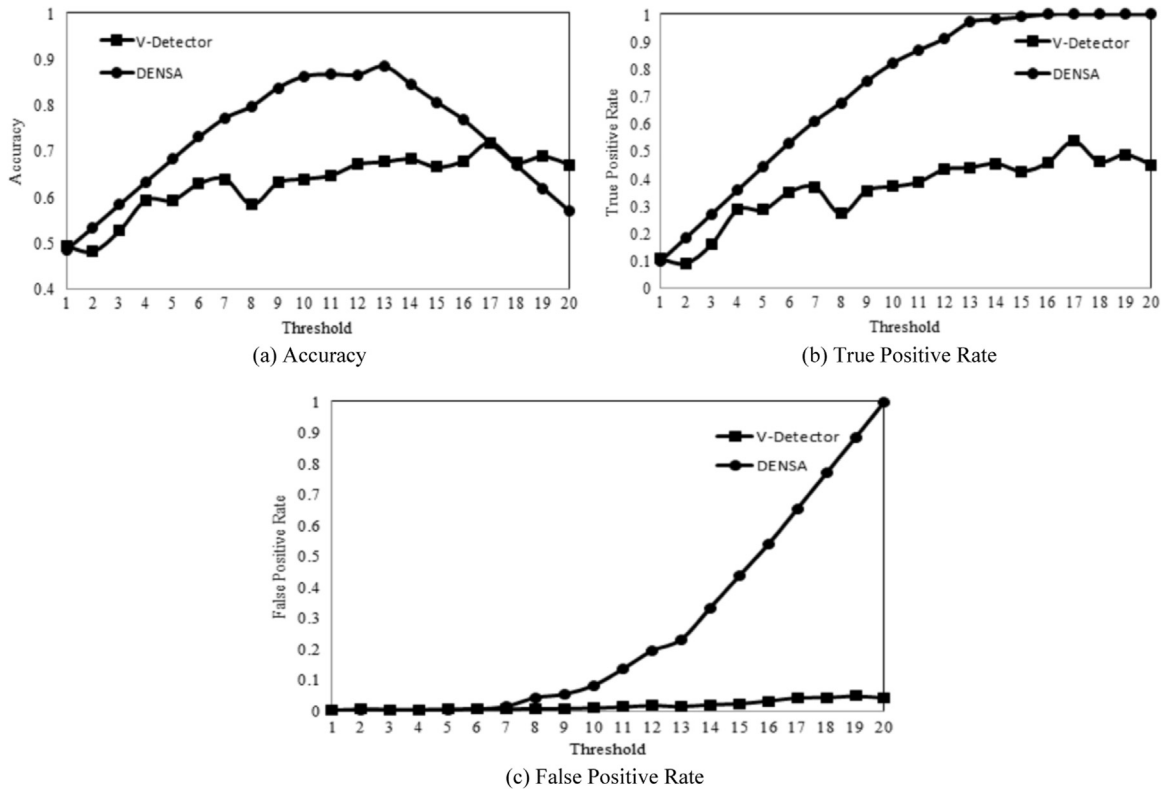 1
0.9
0.8
0.7
0.6
0.5
0.4
Accuracy
V-Detector
DENSA
1 2 3 4 5 6 7 8 9 10 11 12 13 14 15 16 17 18 19 20
Threshold
(a) Accuracy
1
0.9
0.8
0.7
0.6
0.5
0.4
0.3
0.2
0.1
0
True Positive Rate
V-Detector
DENSA
1 2 3 4 5 6 7 8 9 10 11 12 13 14 15 16 17 18 19 20
Threshold
(b) True Positive Rate
1
0.9
0.8
0.7
0.6
0.5
0.4
0.3
0.2
0.1
0
False Positive Rate
V-Detector
DENSA
1 2 3 4 5 6 7 8 9 10 11 12 13 14 15 16 17 18 19 20
Threshold
(c) False Positive Rate